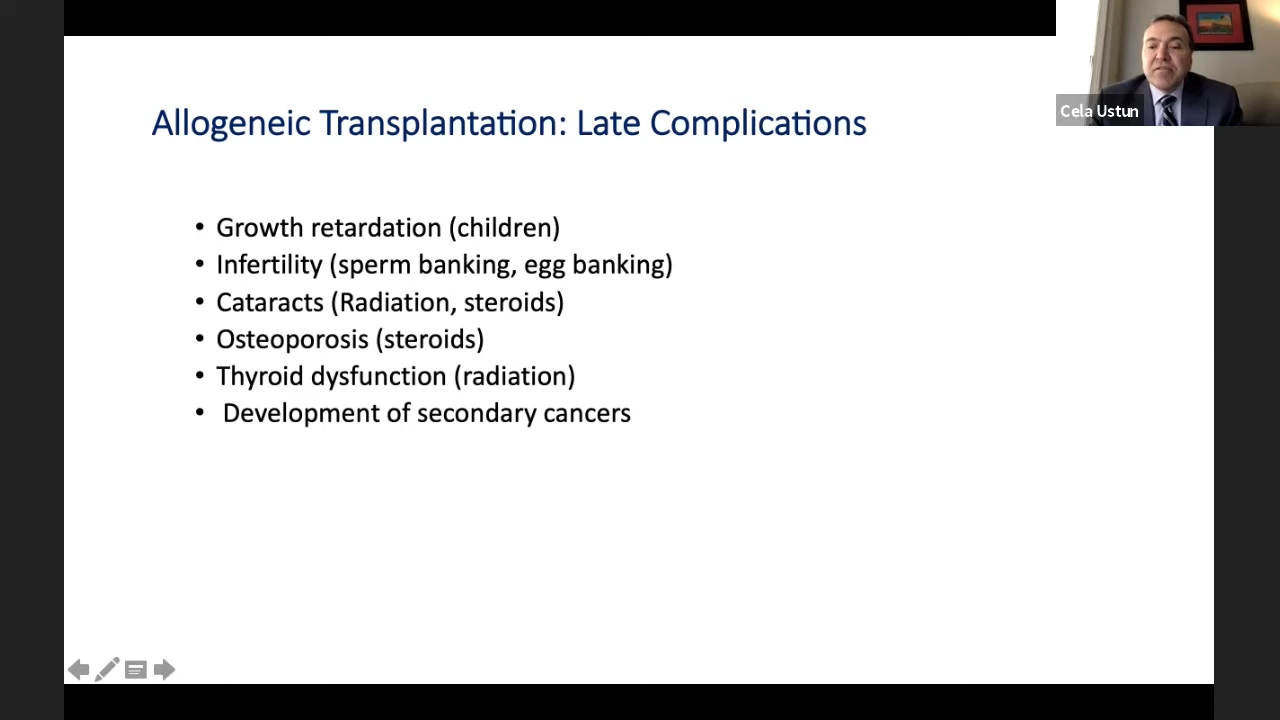 Allogeneic Transplantation: Late Complications
Cela Ustun
• Growth retardation (children)
• Infertility (sperm banking, egg banking)
• Cataracts (Radiation, steroids)
• Osteoporosis (steroids)
• Thyroid dysfunction (radiation)
• Development of secondary cancers